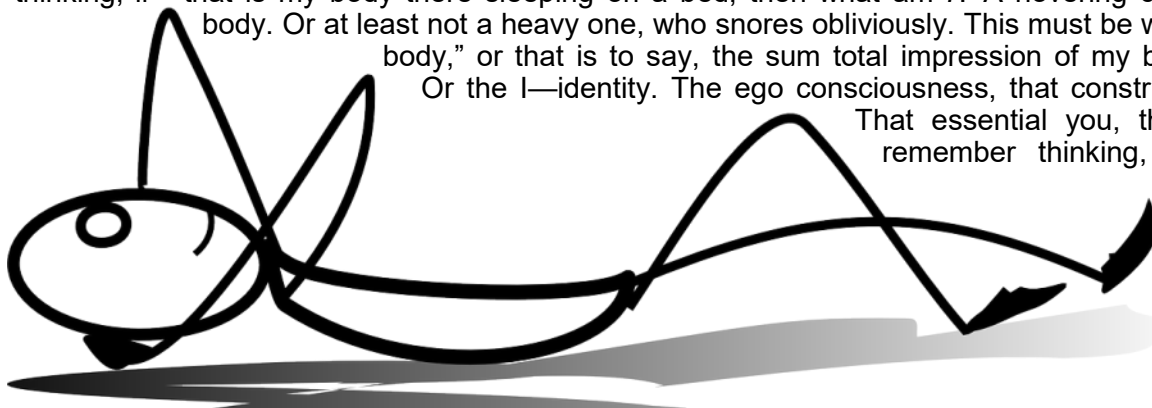 thinking, if that is my body there sleeping on a bed, then what am I? A hovering
body. Or at least not a heavy one, who snores obliviously. This must be w
body,” or that is to say, the sum total impression of my b
Or the I—identity. The ego consciousness, that constr
That essential you, th
remember thinking,